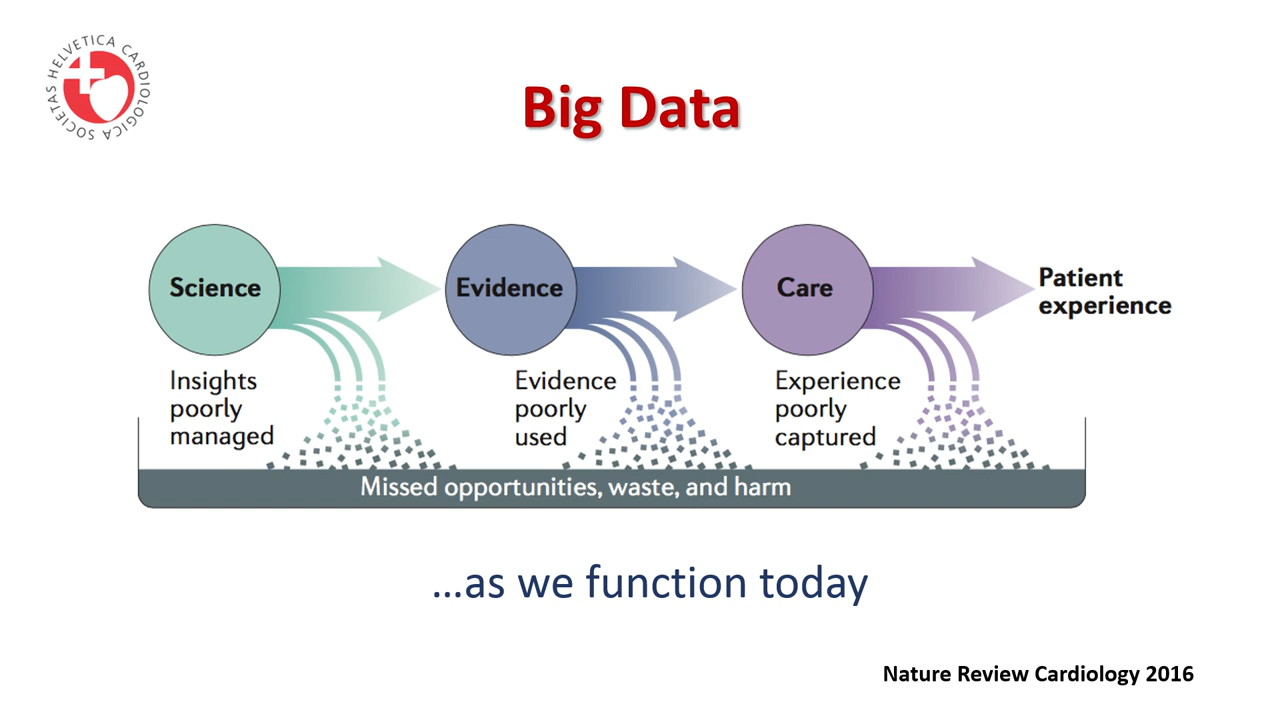 SOCIETAS HELVETICA CARDIOLOGICA
Big Data
Science
Evidence
Care
Patient
experience
Insights
poorly
managed
Evidence
poorly
used
Experience
poorly
captured
Missed opportunities, waste, and harm
...as we function today
Nature Review Cardiology 2016